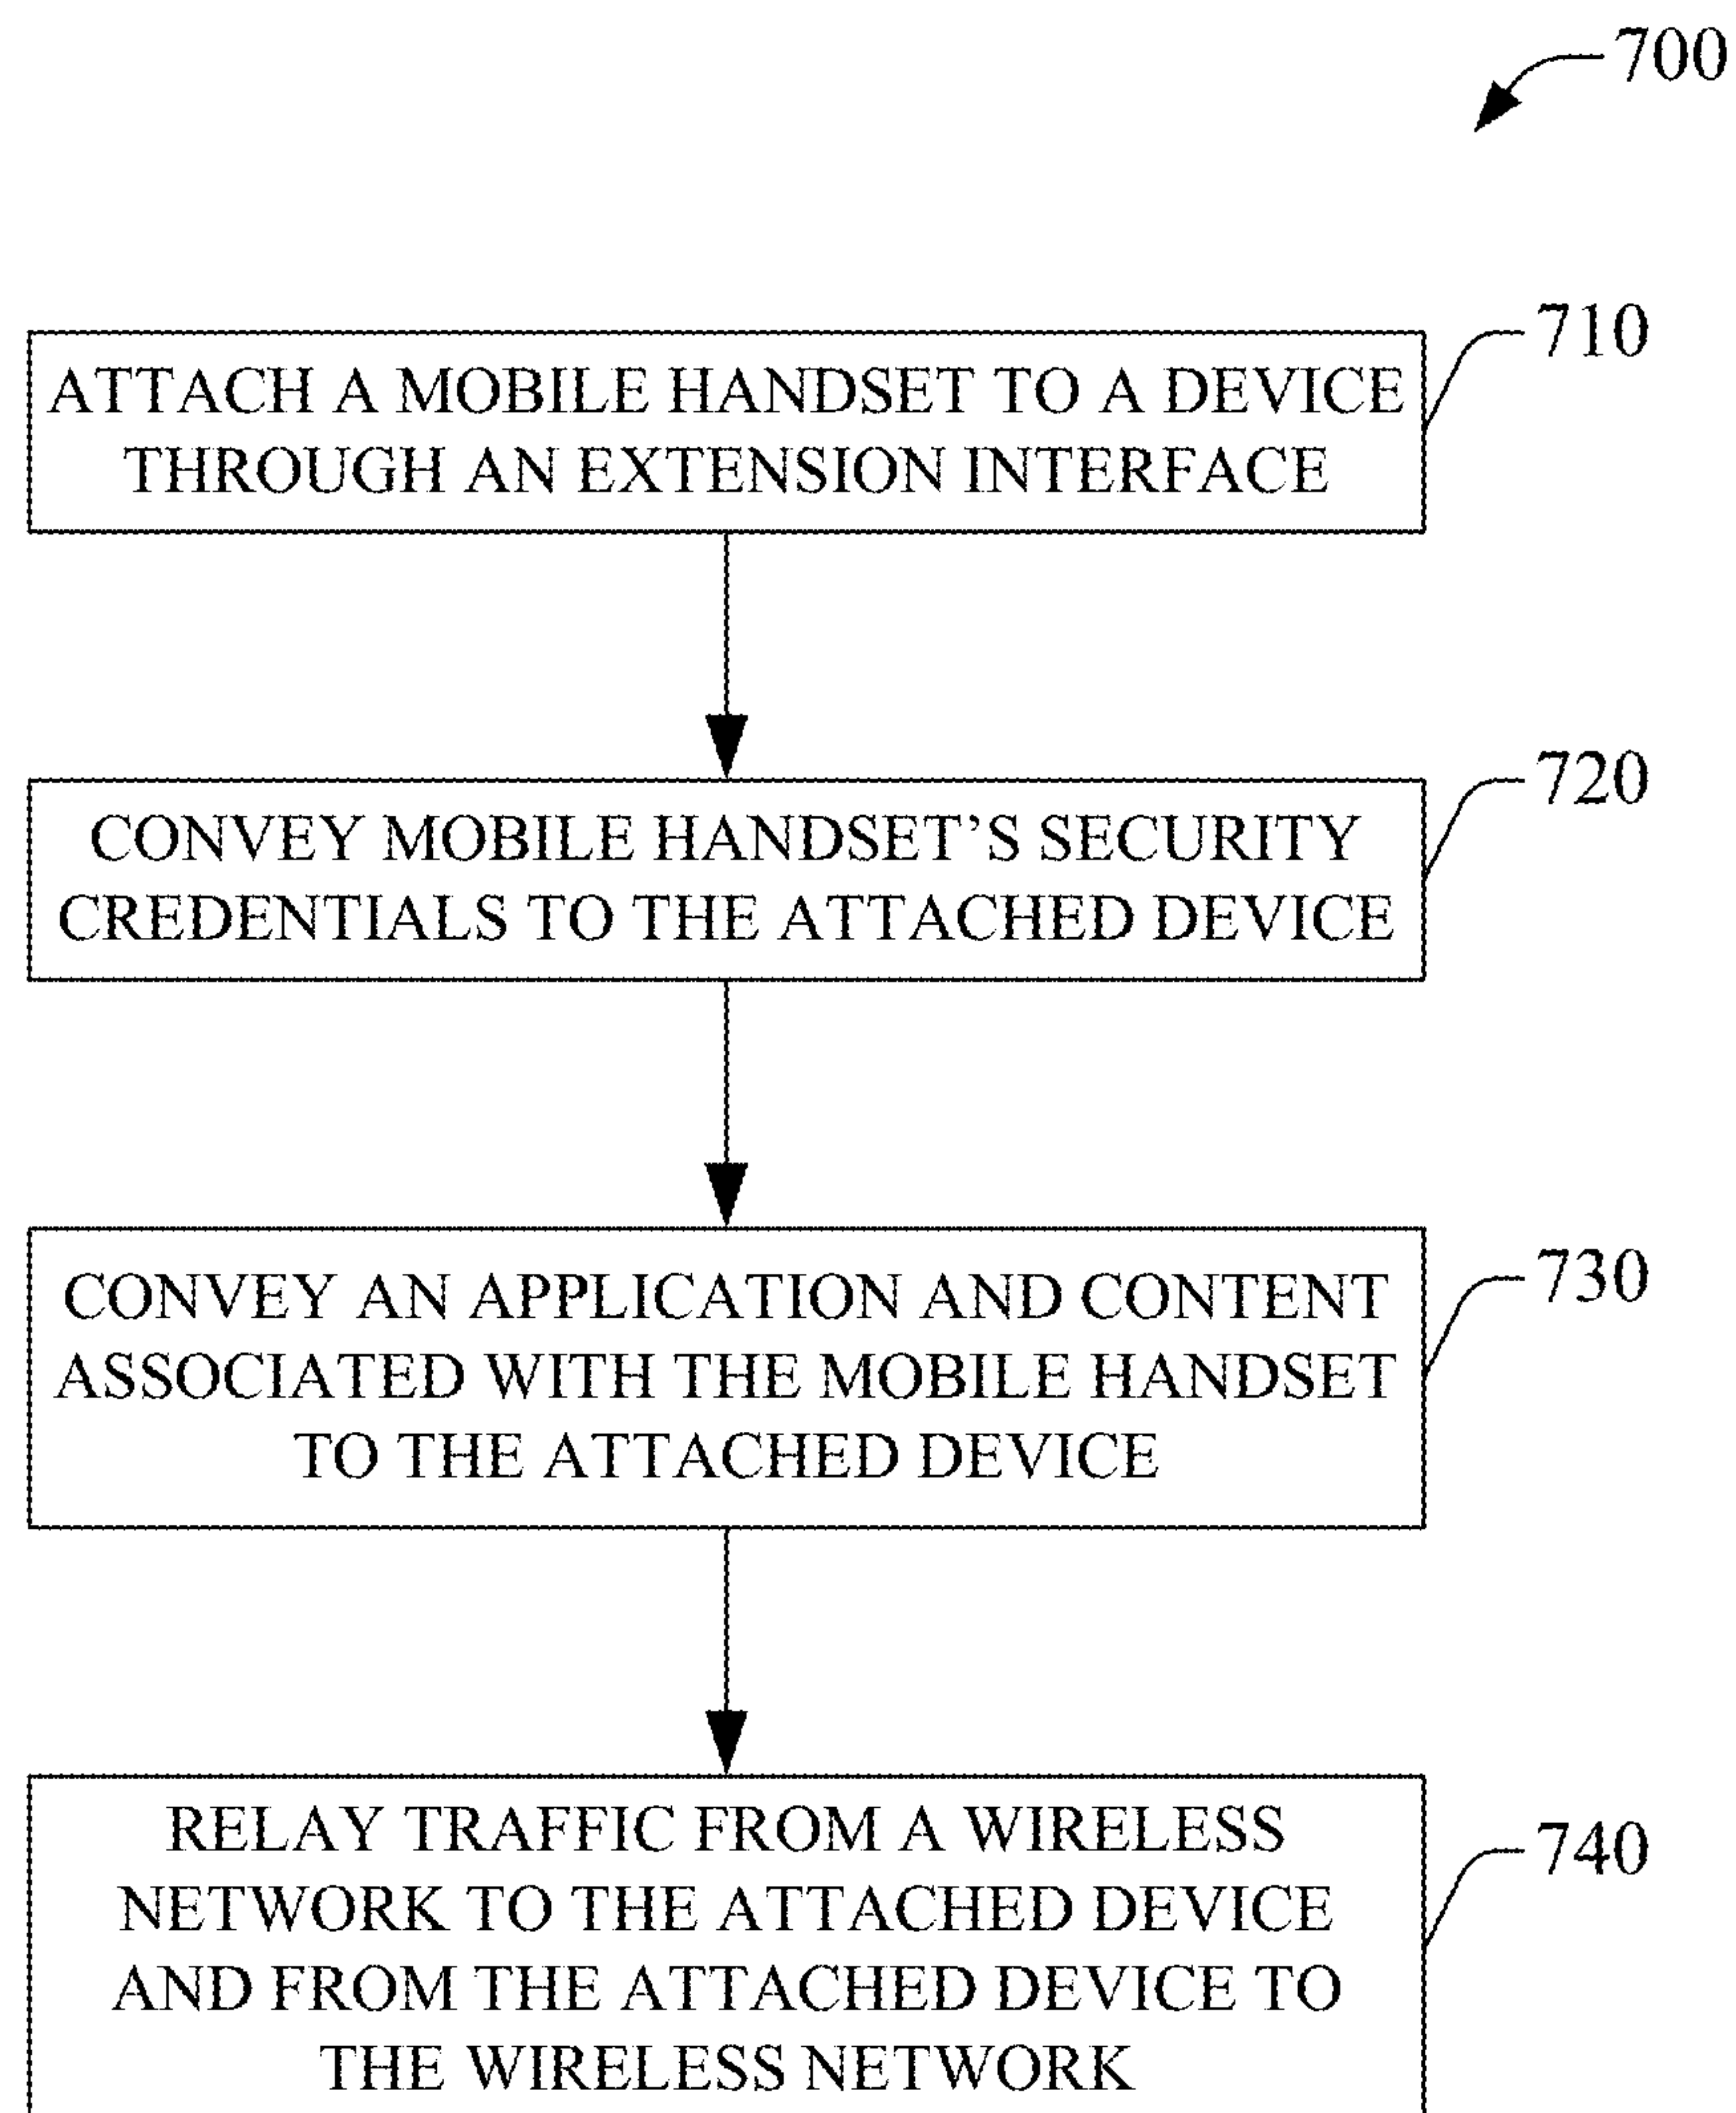 700
710
ATTACH A MOBILE HANDSET TO A DEVICE
THROUGH AN EXTENSION INTERFACE
720
CONVEY MOBILE HANDSET’S SECURITY
CREDENTIALS TO THE ATTACHED DEVICE
730
CONVEY AN APPLICATION AND CONTENT
ASSOCIATED WITH THE MOBILE HANDSET
TO THE ATTACHED DEVICE
740
RELAY TRAFFIC FROM A WIRELESS
NETWORK TO THE ATTACHED DEVICE
AND FROM THE ATTACHED DEVICE TO
THE WIRELESS NETWORK